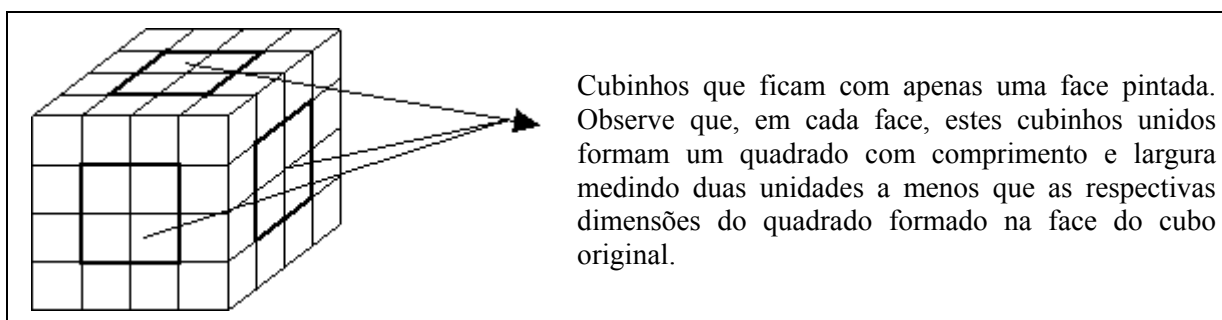 Cubinhos que ficam com apenas uma face pintada.
Observe que, em cada face, estes cubinhos unidos
formam um quadrado com comprimento e largura
medindo duas unidades a menos que as respectivas
dimensões do quadrado formado na face do cubo
original.